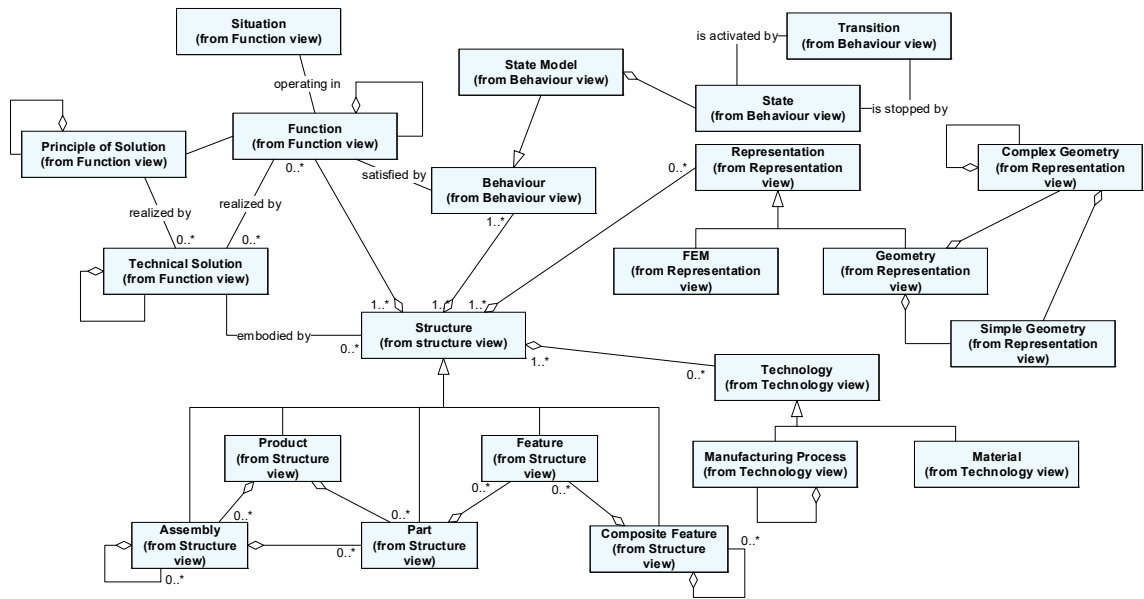 Situation
(from Function view)
Transition
(from Behaviour view)
is activated by
State Model
(from Behaviour view)
operating in
State
(from Behaviour view)
is stopped by
Function
(from Function view)
Principle of Solution
(from Function view)
Representation
(from Representation
view)
Complex Geometry
(from Representation
view)
0..*
satisfied by
0..*
Behaviour
(from Behaviour view)
1..*
realized by
realized by
0..*
0..*
Technical Solution
(from Function view)
FEM
(from Representation
view)
Geometry
(from Representation
view)
1..*
1..*
1..*
embodied by
0..*
Structure
(from structure view)
Simple Geometry
(from Representation
view)
1..*
0..*
Technology
(from Technology view)
Product
(from Structure
view)
Feature
(from Structure
view)
Manufacturing Process
(from Technology view)
Material
(from Technology view)
0..*
0..*
0..*
0..*
Assembly
(from Structure
view)
Part
(from Structure
view)
Composite Feature
(from Structure
view)
0..*
0..*
0..*